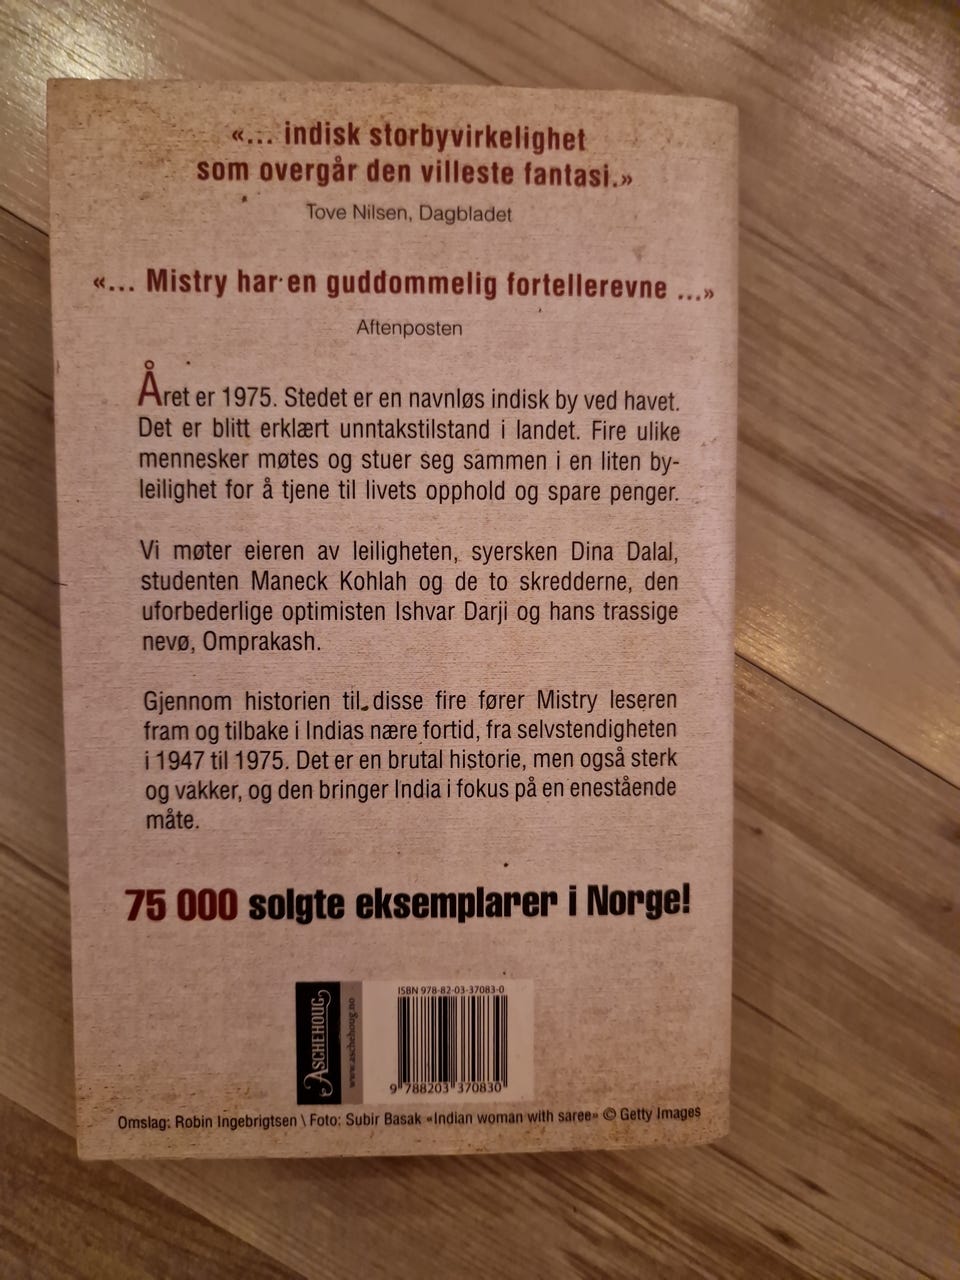 «... indisk storbyvirkelighet
som overgår den villeste fantasi.»
Tove Nilsen, Dagbladet
«... Mistry har en guddommelig fortellerevne ...»
Aftenposten
Året er 1975. Stedet er en navnløs indisk by ved havet.
Det er blitt erklært unntakstilstand i landet. Fire ulike
mennesker møtes og stuer seg sammen i en liten by-
leilighet for å tjene til livets opphold og spare penger.
Vi møter eieren av leiligheten, syersken Dina Dalal,
studenten Maneck Kohlah og de to skredderne, den
uforbederlige optimisten Ishvar Darji og hans trassige
nevø, Omprakash.
Gjennom historien til disse fire fører Mistry leseren
fram og tilbake i Indias nære fortid, fra selvstendigheten
i 1947 til 1975. Det er en brutal historie, men også sterk
og vakker, og den bringer India i fokus på en enestående
måte.
75 000 solgte eksemplarer i Norge!
ASCHEHOUG
www.aschehoug.no
ISBN 978-82-03-37083-0
9 788203 370830
Omslag: Robin Ingebrigtsen \ Foto: Subir Basak «Indian woman with saree» © Getty Images